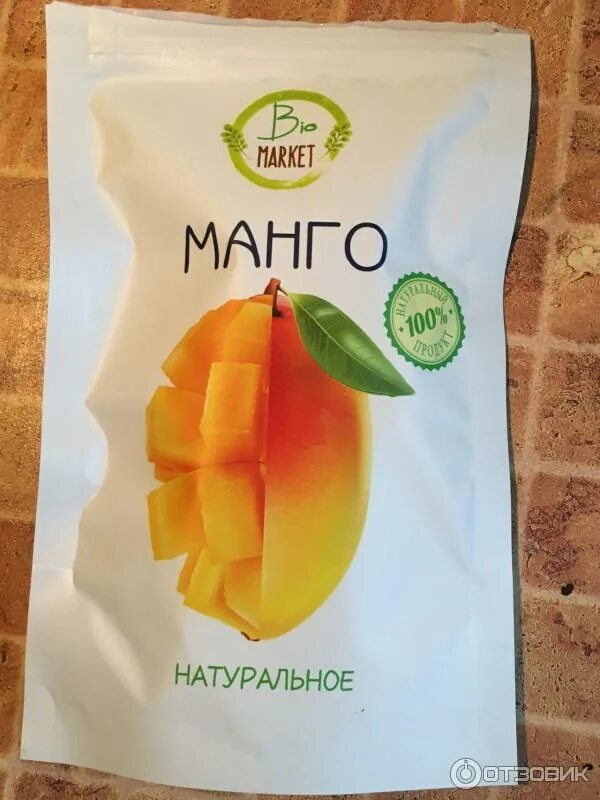 Bio
MARKET
МАНГО
НАТУРАЛЬНЫЙ
100%
ПРОДУКТ
НАТУРАЛЬНОЕ
ОТЗОВИК